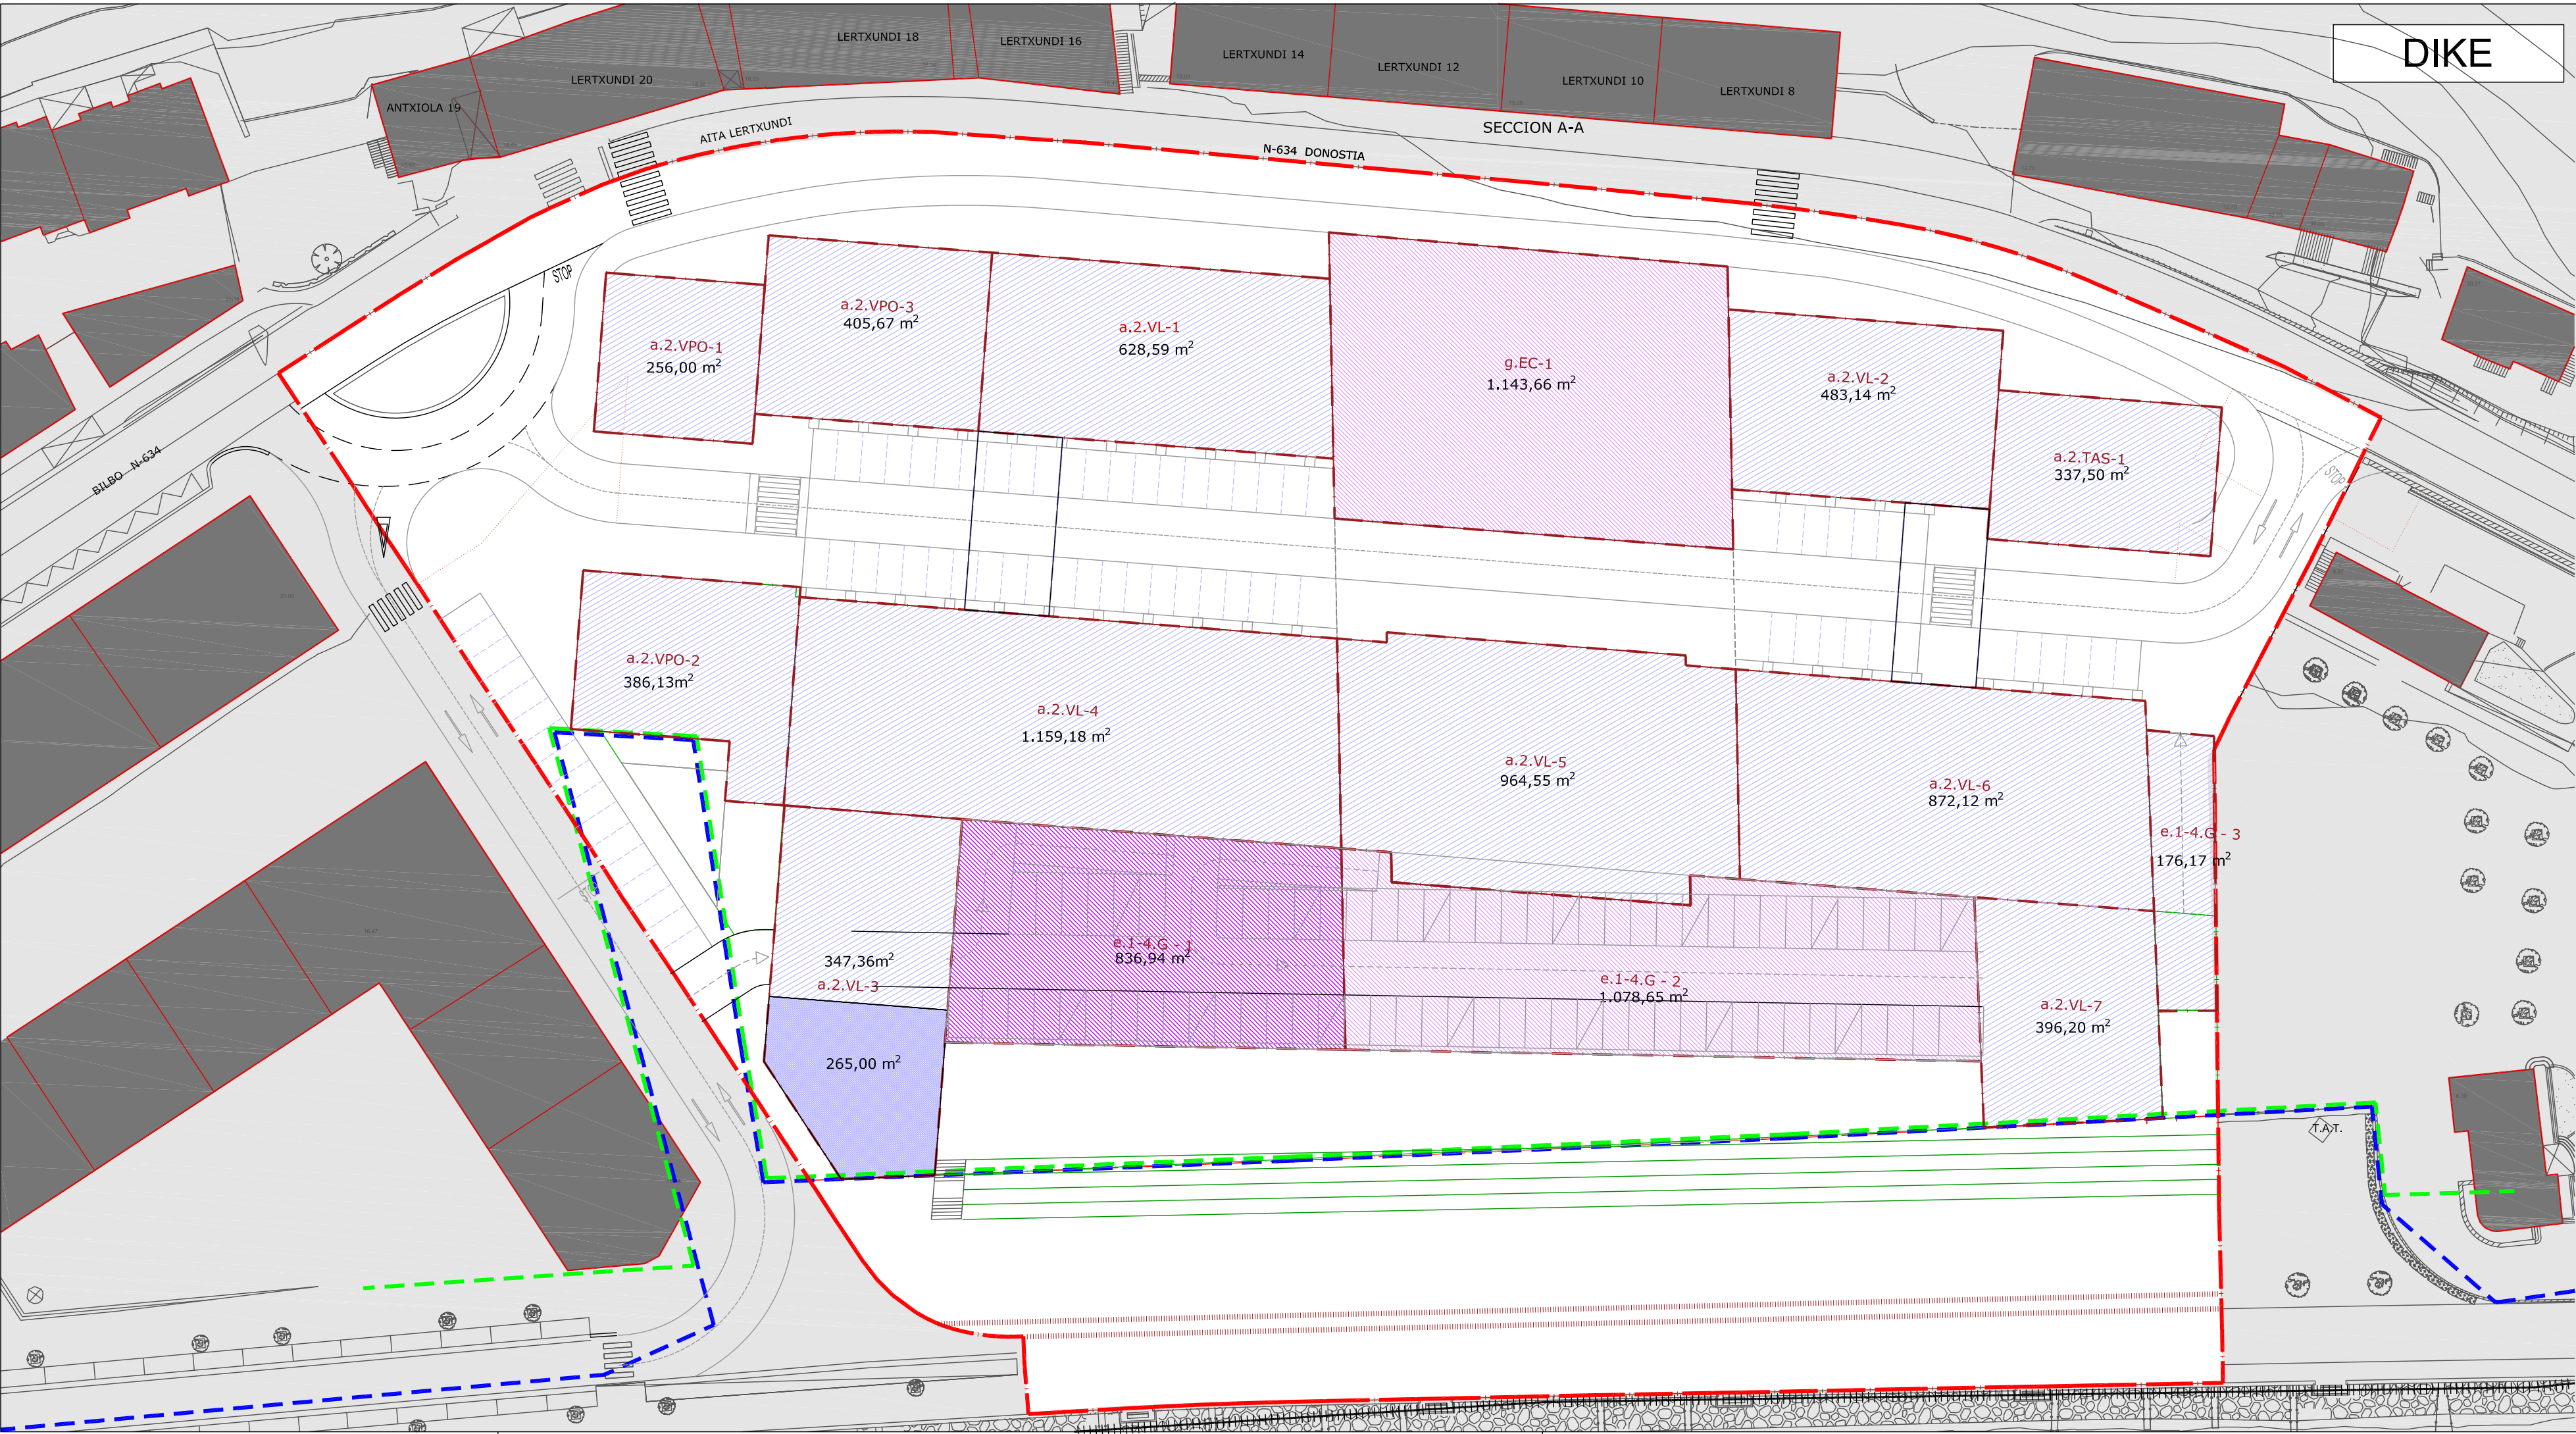 DIKE
LERTXUNDI 18
LERTXUNDI 16
LERTXUNDI 14
LERTXUNDI 12
LERTXUNDI 20
LERTXUNDI 10
LERTXUNDI 8
ANTXIOLA 19
AITA LERTXUNDI
SECCION A-A
N-634 DONOSTIA
STOP
a.2.VPO-3
405,67 m²
a.2.VL-1
628,59 m²
a.2.VPO-1
256,00 m²
g.EC-1
1.143,66 m²
a.2.VL-2
483,14 m²
a.2.TAS-1
337,50 m²
STOP
BILBO N-634
a.2.VPO-2
386,13m²
a.2.VL-4
1.159,18 m²
a.2.VL-5
964,55 m²
a.2.VL-6
872,12 m²
e.1-4.G - 3
176,17 m²
e.1-4.G - 1
836,94 m²
347,36m²
a.2.VL-3
e.1-4.G - 2
1.078,65 m²
a.2.VL-7
396,20 m²
265,00 m²
T.A.T.